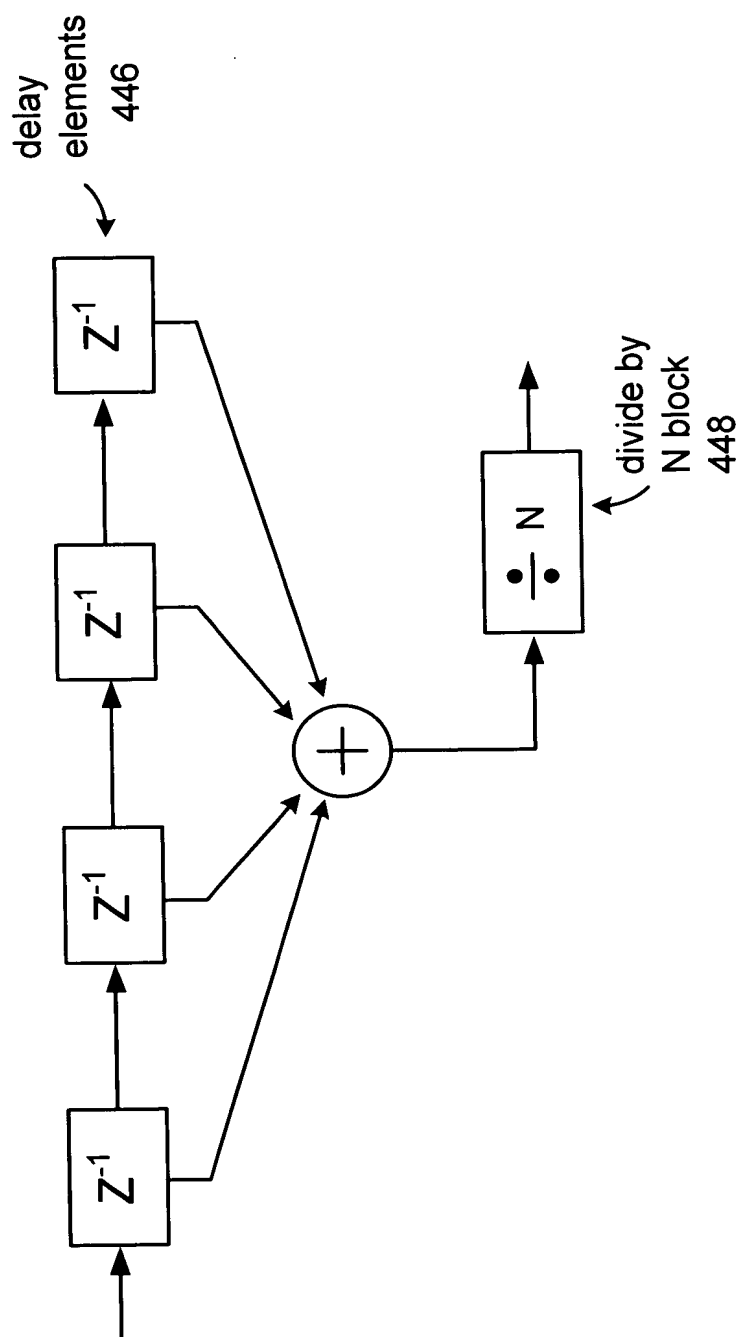 delay
elements
446
Z⁻¹
Z⁻¹
Z⁻¹
Z⁻¹
+
÷ N
divide by
N block
448